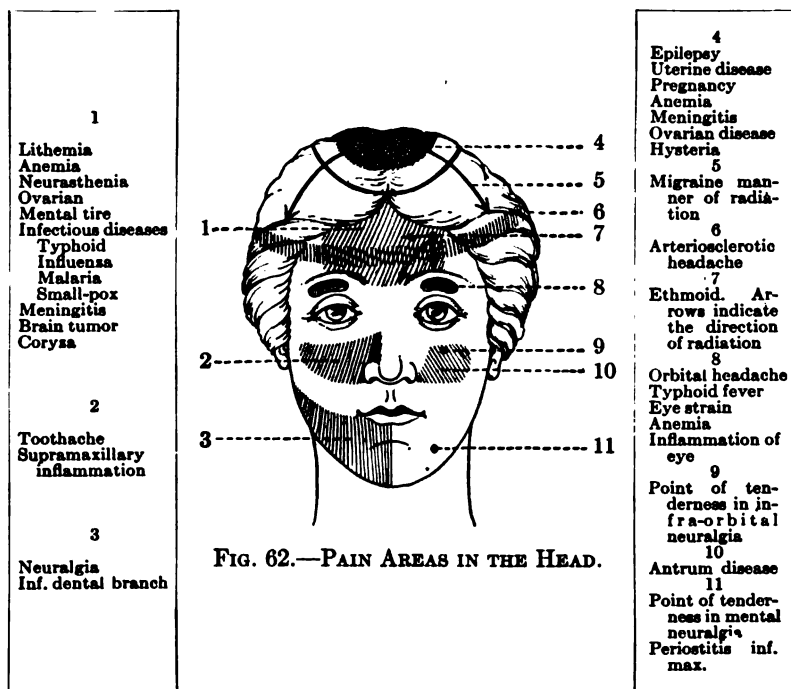 1
Lithemia
Anemia
Neurasthenia
Ovarian
Mental tire
Infectious diseases
Typhoid
Influenza
Malaria
Small-pox
Meningitis
Brain tumor
Coryza
2
Toothache
Supramaxillary
inflammation
3
Neuralgia
Inf. dental branch
4
5
6
1
7
8
2
9
10
3
11
FIG. 62.—PAIN AREAS IN THE HEAD.
4
Epilepsy
Uterine disease
Pregnancy
Anemia
Meningitis
Ovarian disease
Hysteria
5
Migraine man-
ner of radia-
tion
6
Arteriosclerotic
headache
7
Ethmoid. Ar-
rows indicate
the direction
of radiation
8
Orbital headache
Typhoid fever
Eye strain
Anemia
Inflammation of
eye
9
Point of ten-
derness in in-
fra-orbital
neuralgia
10
Antrum disease
11
Point of tender-
ness in mental
neuralgia
Periostitis inf.
max.